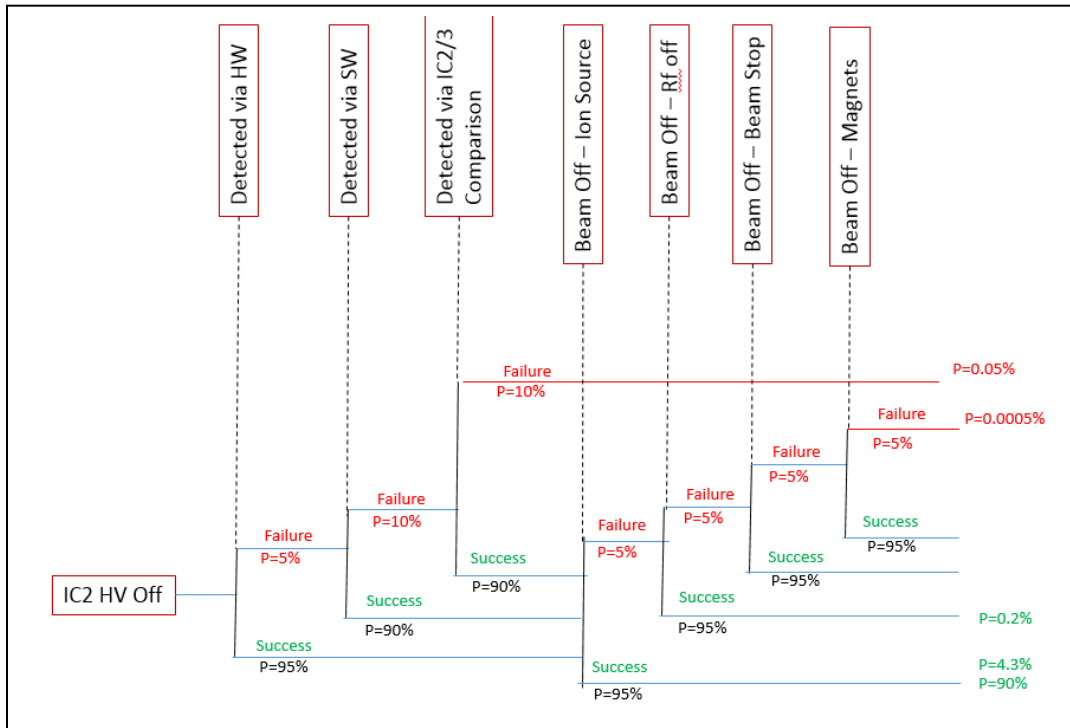 Detected via HW
Detected via SW
Detected via IC2/3
Comparison
Beam Off – Ion Source
Beam Off – Rf off
Beam Off – Beam Stop
Beam Off – Magnets
Failure
P=10%
P=0.05%
Failure
P=5%
P=0.0005%
Failure
P=5%
Failure
P=10%
Failure
P=5%
Failure
P=5%
Failure
P=5%
Success
P=95%
Success
P=90%
Success
P=95%
IC2 HV Off
Success
P=90%
Success
P=95%
P=0.2%
Success
P=95%
Success
P=95%
P=4.3%
P=90%